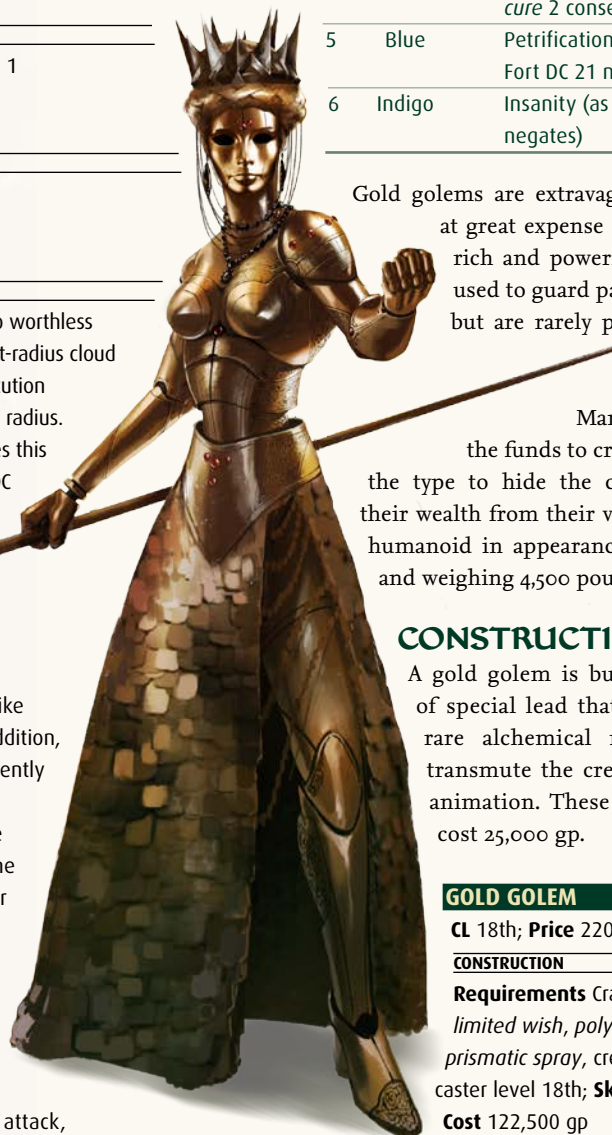 1
o worthless
t-radius cloud
ution
radius.
es this
DC
ike
ddition,
ently
e
ne
r
attack,
cure 2 conse
5 Blue Petrification
Fort DC 21 n
6 Indigo Insanity (as
negates)
Gold golems are extravag
at great expense
rich and power
used to guard pa
but are rarely p
Mar
the funds to cr
the type to hide the c
their wealth from their v
humanoid in appearanc
and weighing 4,500 pou
CONSTRUCTI
A gold golem is bu
of special lead that
rare alchemical r
transmute the cre
animation. These
cost 25,000 gp.
GOLD GOLEM
CL 18th; Price 220
CONSTRUCTION
Requirements Cra
limited wish, poly
prismatic spray, cre
caster level 18th; Sk
Cost 122,500 gp